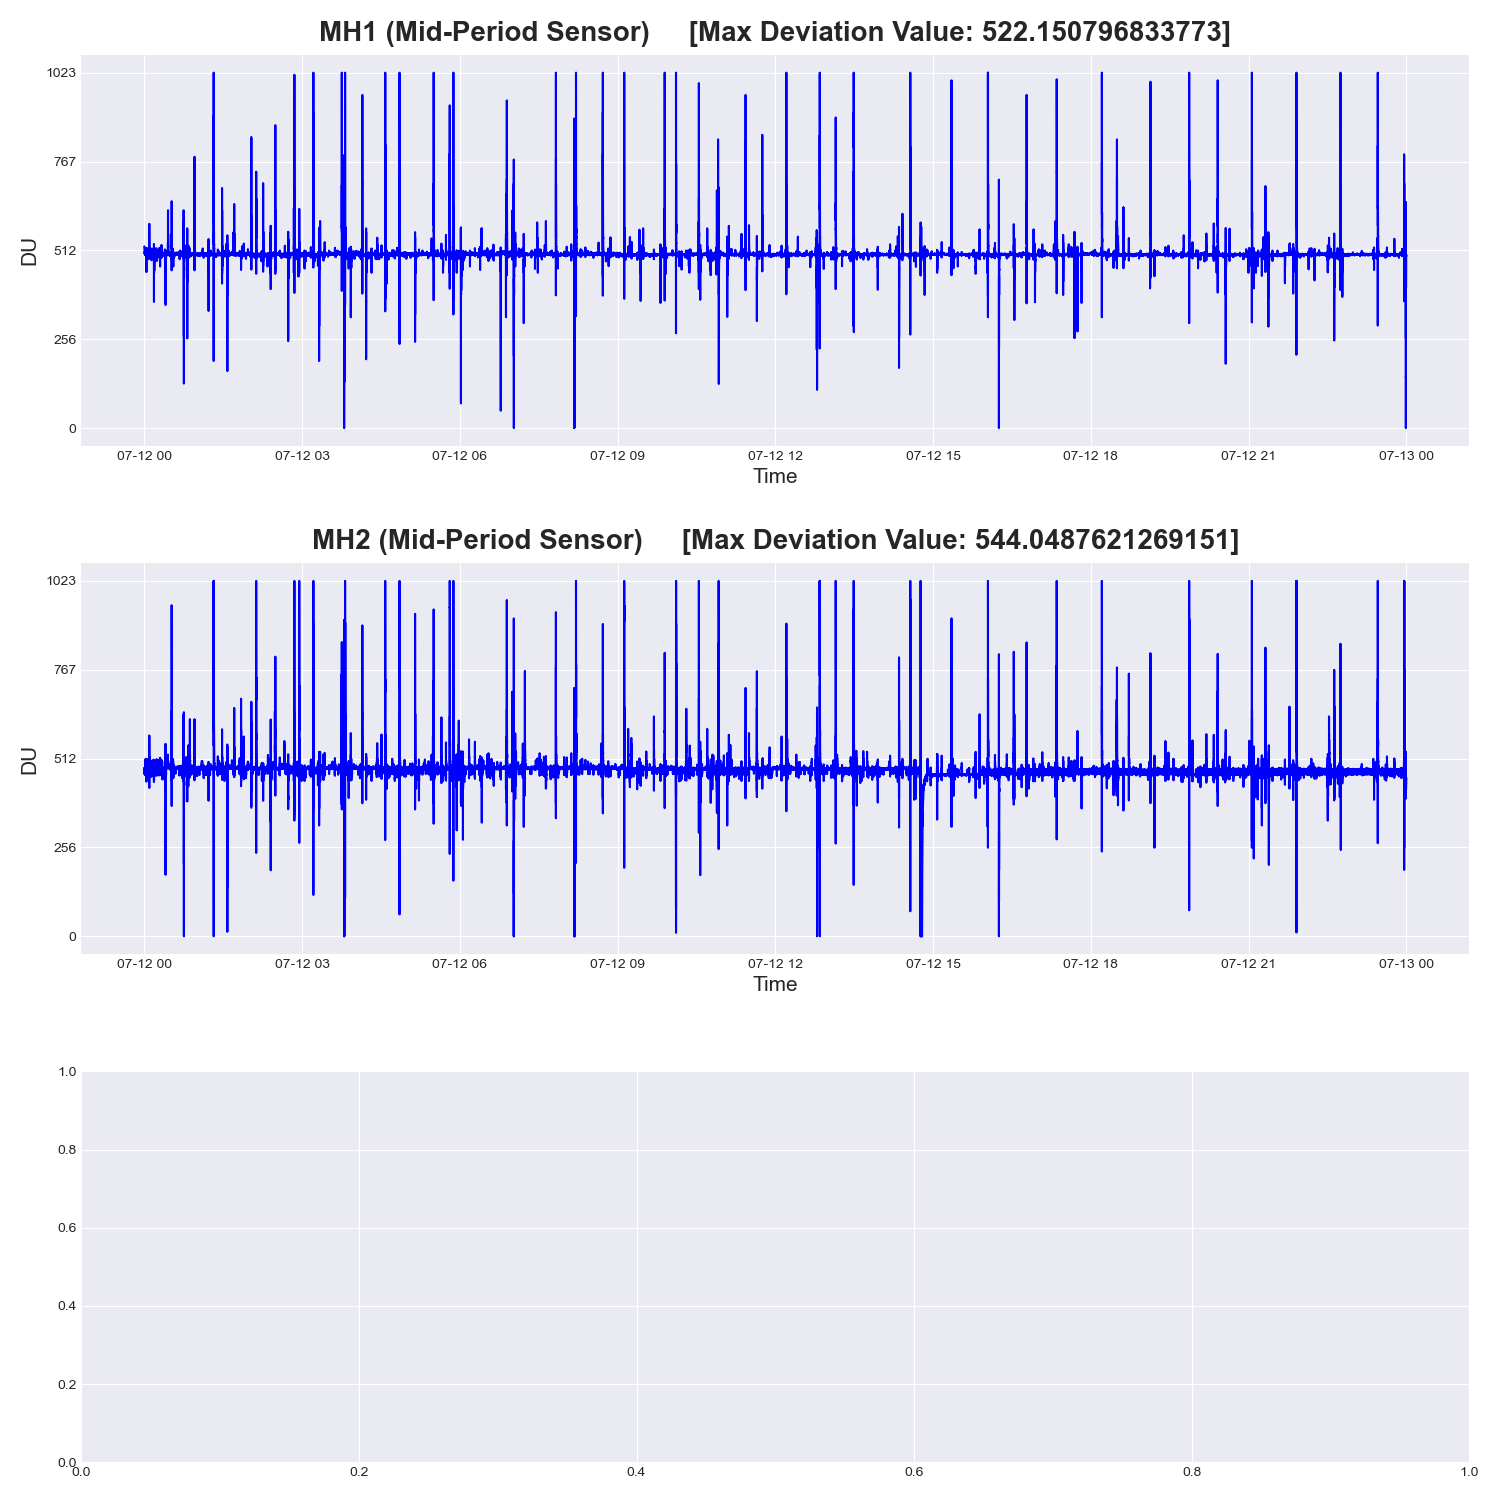 MH1 (Mid-Period Sensor) [Max Deviation Value: 522.150796833773]
1023
767
512
256
0
DU
07-12 00 07-12 03 07-12 06 07-12 09 07-12 12 07-12 15 07-12 18 07-12 21 07-13 00
Time
MH2 (Mid-Period Sensor) [Max Deviation Value: 544.0487621269151]
1023
767
512
256
0
DU
07-12 00 07-12 03 07-12 06 07-12 09 07-12 12 07-12 15 07-12 18 07-12 21 07-13 00
Time
1.0
0.8
0.6
0.4
0.2
0.0
0.0 0.2 0.4 0.6 0.8 1.0